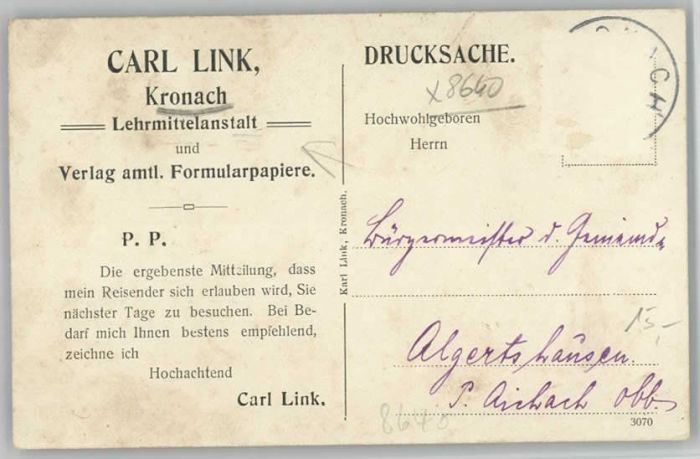 CARL LINK,
Kronach
Lehrmittelanstalt
und
Verlag amtl. Formularpapiere.
P. P.
Die ergebenste Mitteilung, dass
mein Reisender sich erlauben wird, Sie
nächster Tage zu besuchen. Bei Be-
darf mich Ihnen bestens empfehlend,
zeichne ich
Hochachtend
Carl Link.
Karl Link, Kronach.
DRUCKSACHE.
x8640
Hochwohlgeboren
Herrn
Bürgermeister d. Gemeinde
15,-
Algertshausen.
P. Aichach Obb.
8640
3070